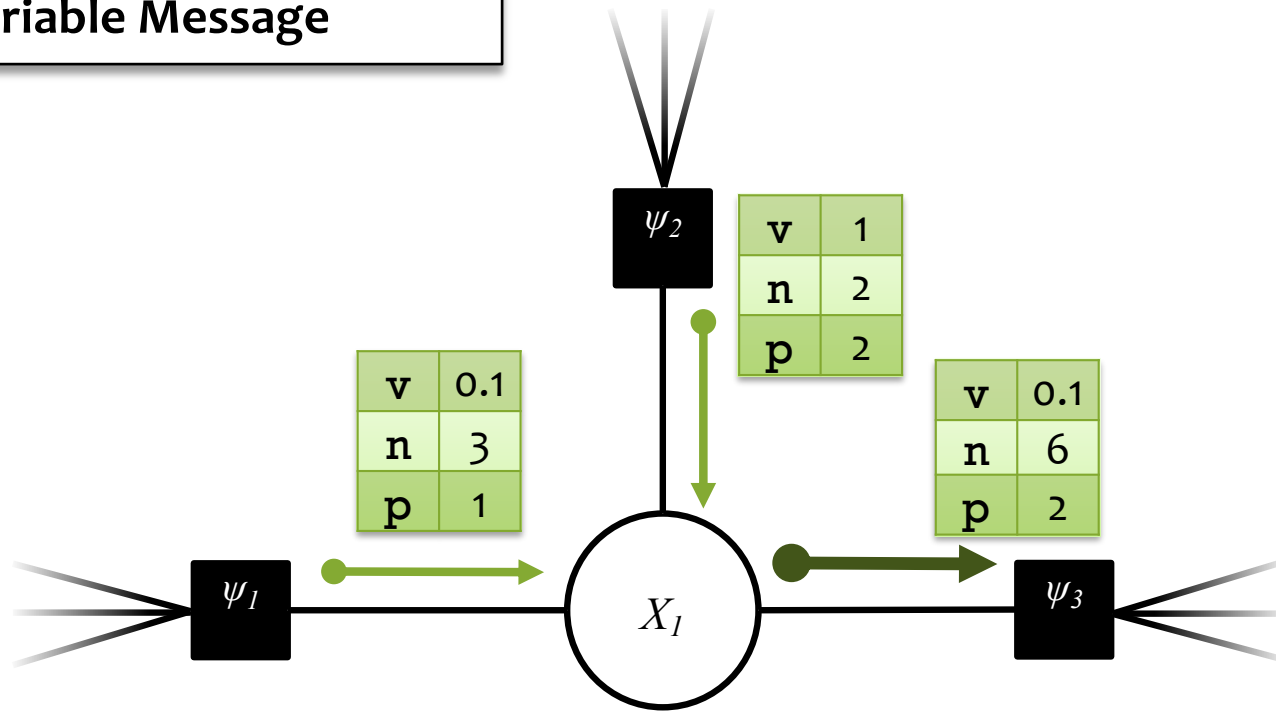 riable Message
ψ2
v 1
n 2
p 2
v 0.1
n 3
p 1
v 0.1
n 6
p 2
ψ1
X1
ψ3